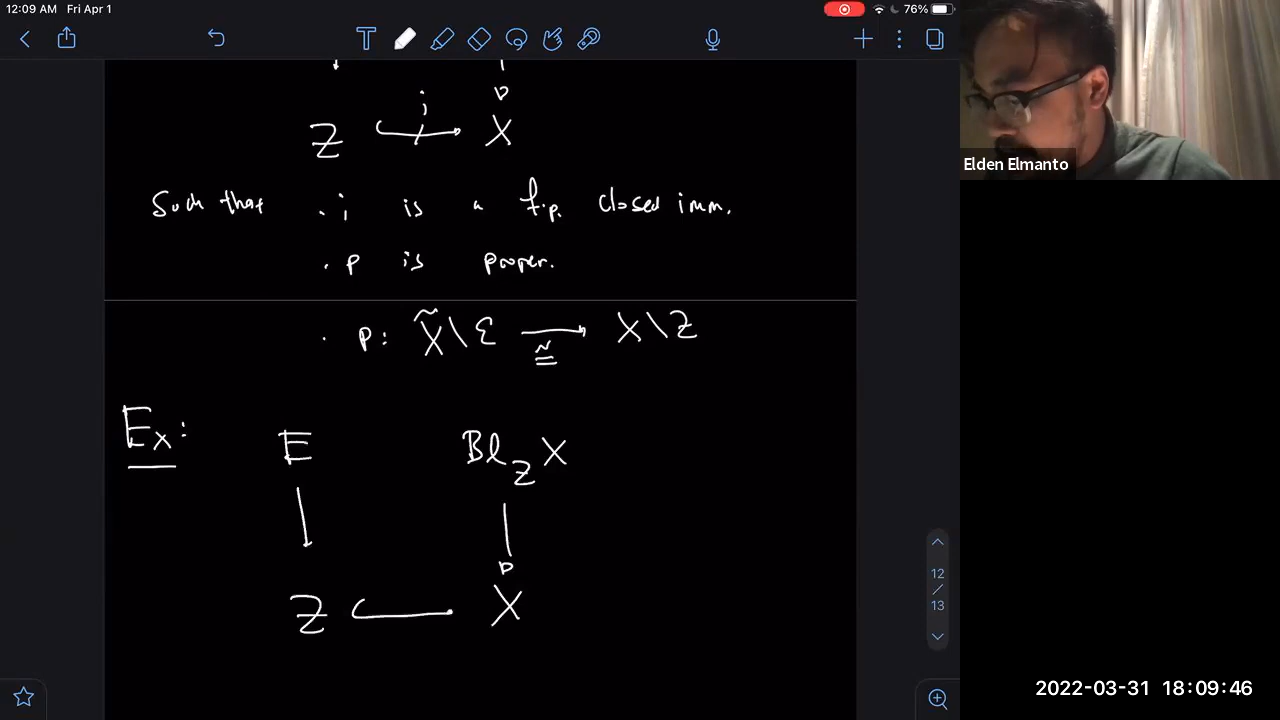 12:09 AM Fri Apr 1
76%
i
Z X
Such that · i is a f.p. closed imm.
· p is proper.
· p: X̃ \ E → X \ Z
≅
Ex:
E Bl_Z X
Z X
12
/
13
Elden Elmanto
2022-03-31 18:09:46